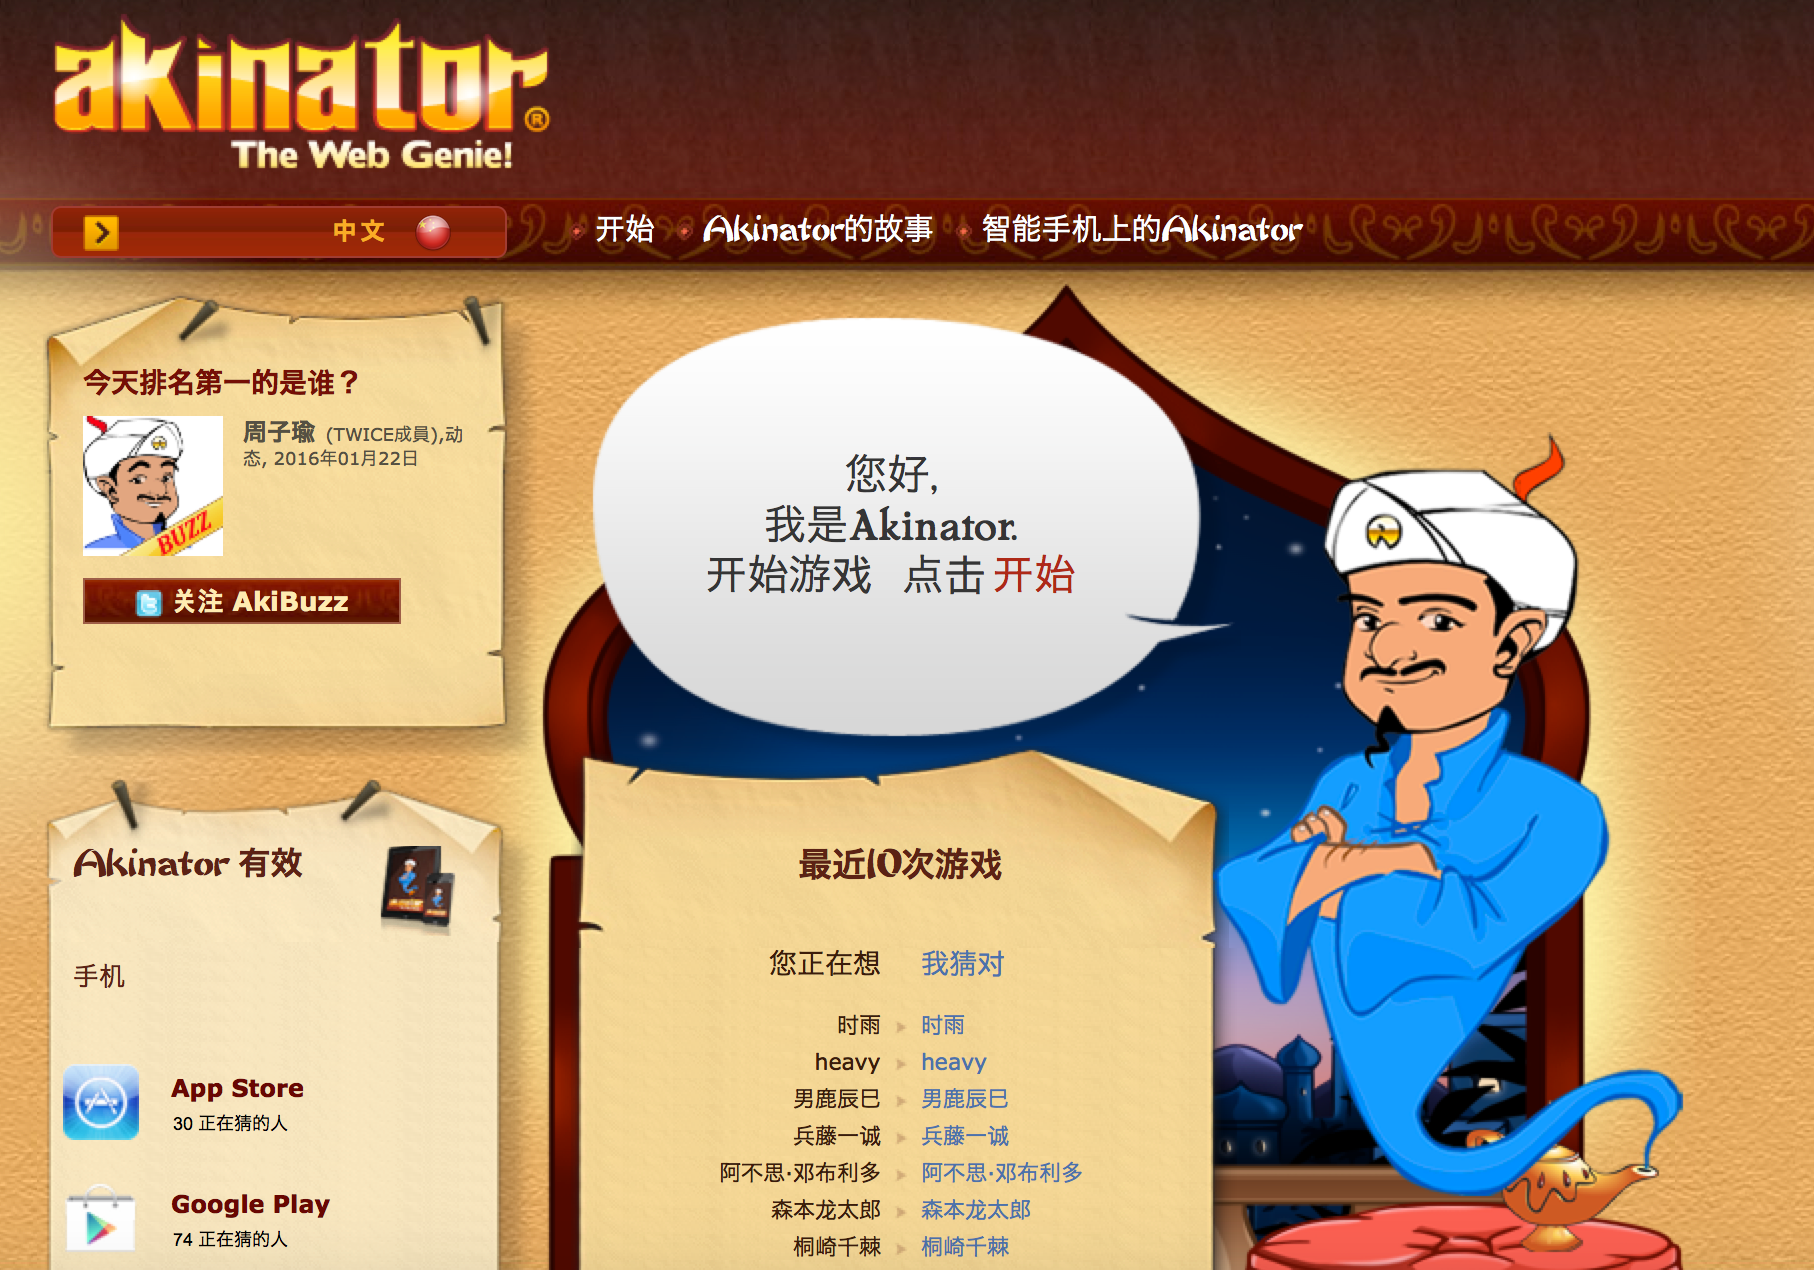 akinator®
The Web Genie!
中文
开始
Akinator的故事
智能手机上的Akinator
今天排名第一的是谁？
周子瑜 (TWICE成員),动
态, 2016年01月22日
BUZZ
关注 AkiBuzz
您好,
我是Akinator.
开始游戏 点击 开始
Akinator 有效
手机
App Store
30 正在猜的人
Google Play
74 正在猜的人
最近10次游戏
您正在想 我猜对
时雨 时雨
heavy heavy
男鹿辰巳 男鹿辰巳
兵藤一诚 兵藤一诚
阿不思·邓布利多 阿不思·邓布利多
森本龙太郎 森本龙太郎
桐崎千棘 桐崎千棘